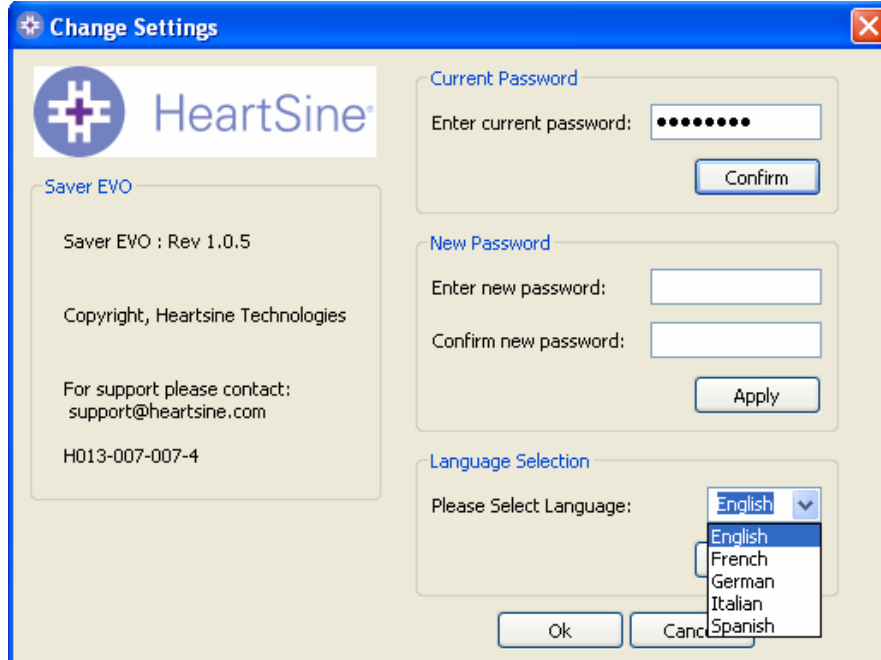 Change Settings
HeartSine®
Saver EVO
Saver EVO : Rev 1.0.5
Copyright, Heartsine Technologies
For support please contact:
support@heartsine.com
H013-007-007-4
Current Password
Enter current password:
Confirm
New Password
Enter new password:
Confirm new password:
Apply
Language Selection
Please Select Language:
English
English
French
German
Italian
Spanish
Ok